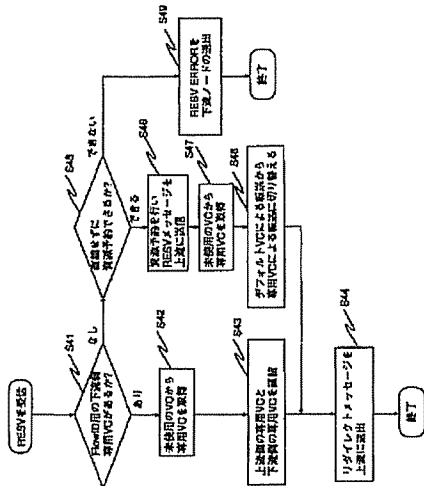 RESVを受信
S41
FlowID用の下流側
専用VCがあるか?
なし
あり
S42
未使用のVCから
専用VCを取得
S43
上流側の専用VCと
下流側の専用VCを
S44
リダイレクトメッセージを
上流に送出
終了
S45
せずに
資源予約できるか?
できない
できる
S46
資源予約を行い
RESVメッセージを
上流に送信
S47
未使用のVCから
専用VCを取得
S48
デフォルトVCによる転送から
専用VCによる転送に切り替える
S49
RESV ERRORを
下流ノードの送出
終了